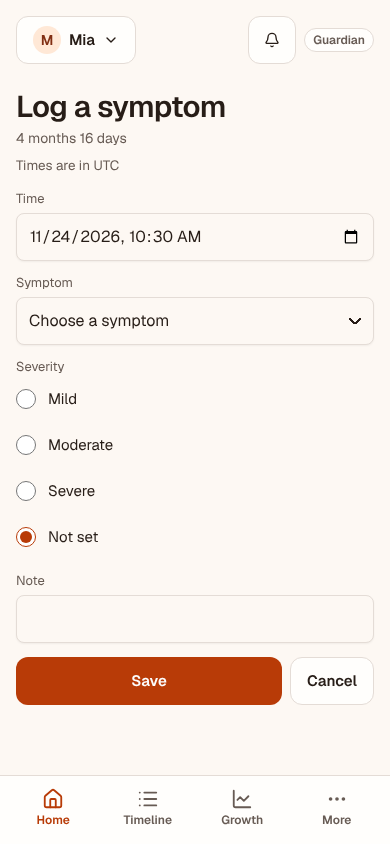 M Mia
Guardian
Log a symptom
4 months 16 days
Times are in UTC
Time
11/24/2026, 10:30 AM
Symptom
Choose a symptom
Severity
Mild
Moderate
Severe
Not set
Note
Save Cancel
Home Timeline Growth More